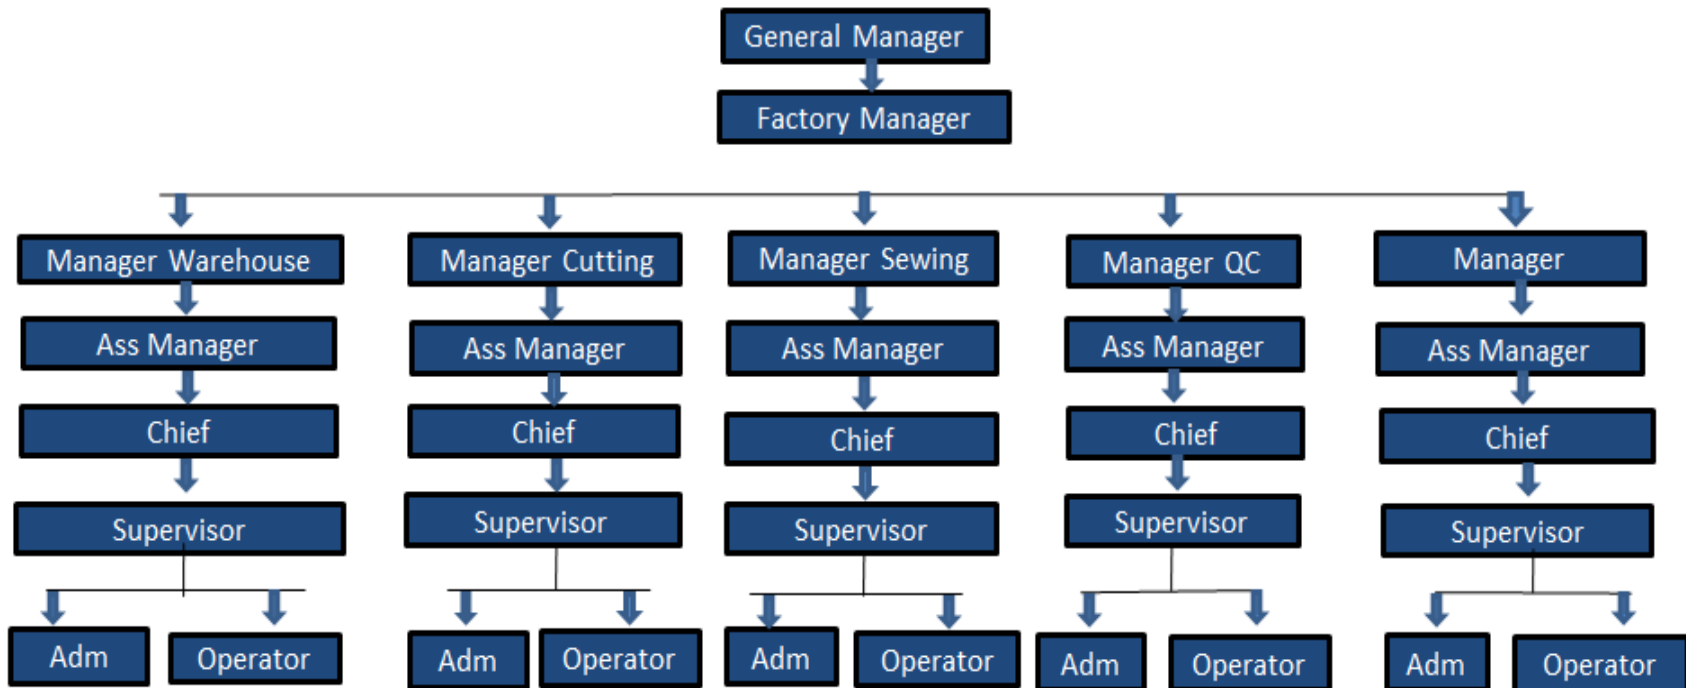 General Manager
Factory Manager
Manager Warehouse
Manager Cutting
Manager Sewing
Manager QC
Manager
Ass Manager
Ass Manager
Ass Manager
Ass Manager
Ass Manager
Chief
Chief
Chief
Chief
Chief
Supervisor
Supervisor
Supervisor
Supervisor
Supervisor
Adm
Operator
Adm
Operator
Adm
Operator
Adm
Operator
Adm
Operator